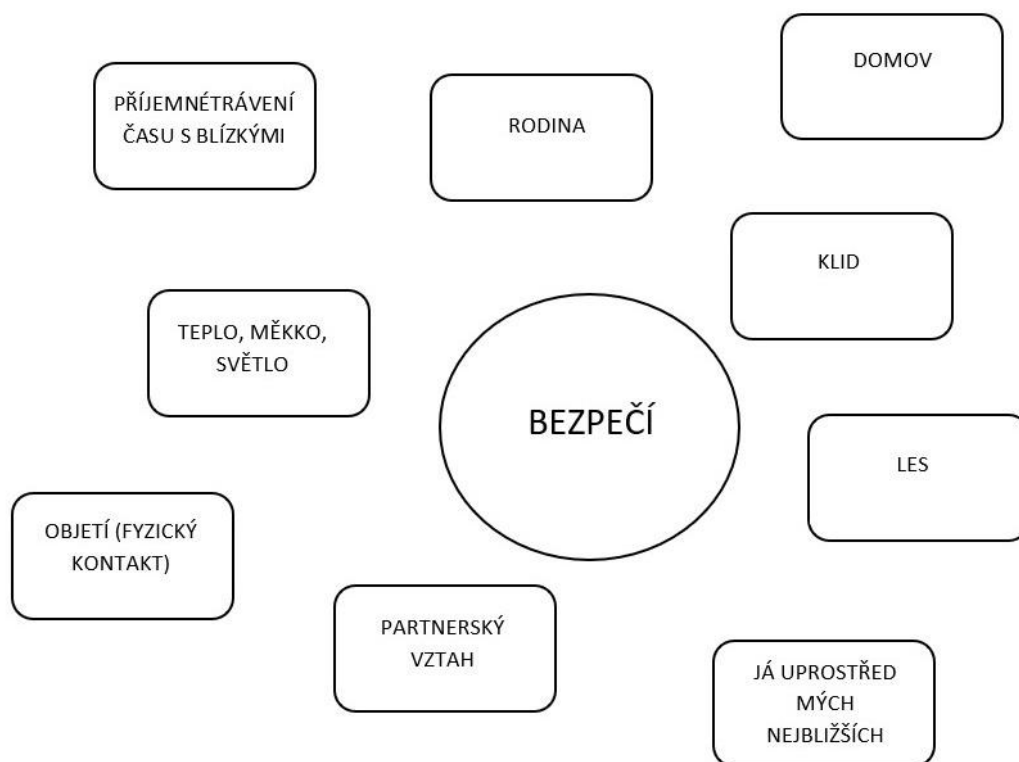 DOMOV
PŘÍJEMNÉTRÁVENÍ
ČASU S BLÍZKÝMI
RODINA
KLID
TEPLO, MĚKKO,
SVĚTLO
BEZPEČÍ
LES
OBJETÍ (FYZICKÝ
KONTAKT)
PARTNERSKÝ
VZTAH
JÁ UPROSTŘED
MÝCH
NEJBLIŽŠÍCH